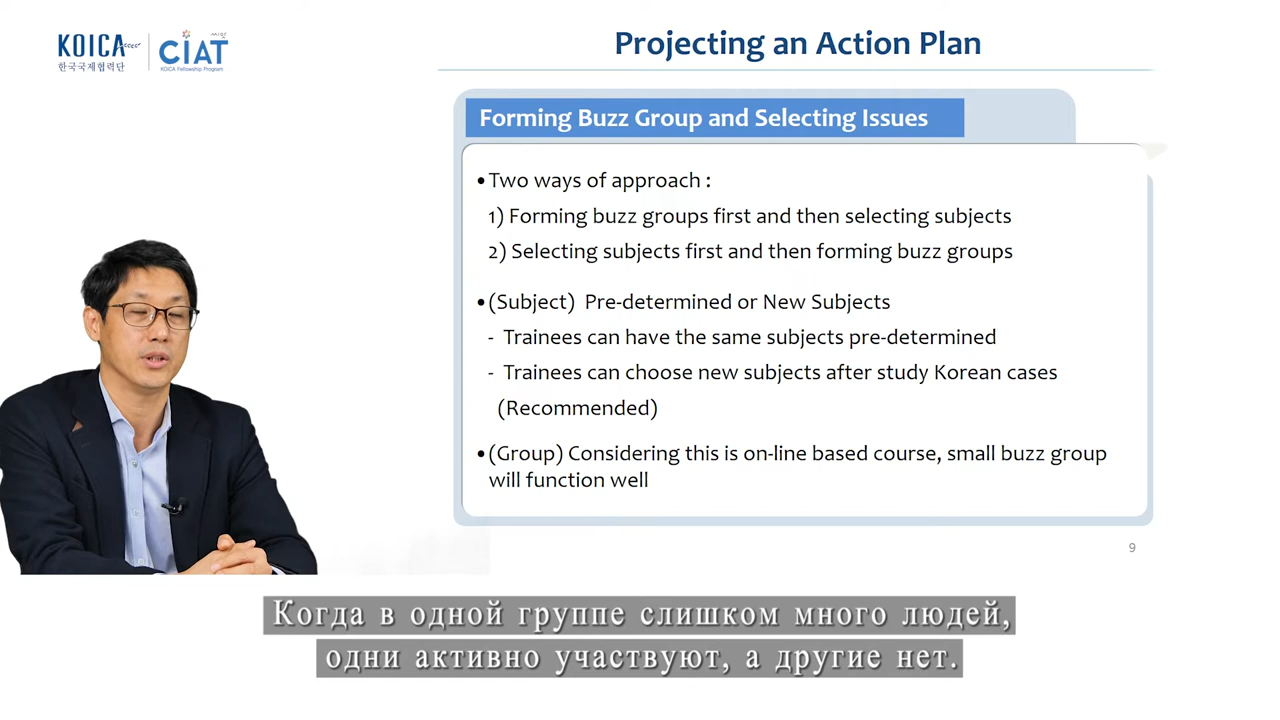 KOICA
한국국제협력단
CIAT
KOICA Fellowship Program
Projecting an Action Plan
Forming Buzz Group and Selecting Issues
• Two ways of approach :
1) Forming buzz groups first and then selecting subjects
2) Selecting subjects first and then forming buzz groups
• (Subject) Pre-determined or New Subjects
- Trainees can have the same subjects pre-determined
- Trainees can choose new subjects after study Korean cases
(Recommended)
• (Group) Considering this is on-line based course, small buzz group
will function well
9
Когда в одной группе слишком много людей,
одни активно участвуют, а другие нет.